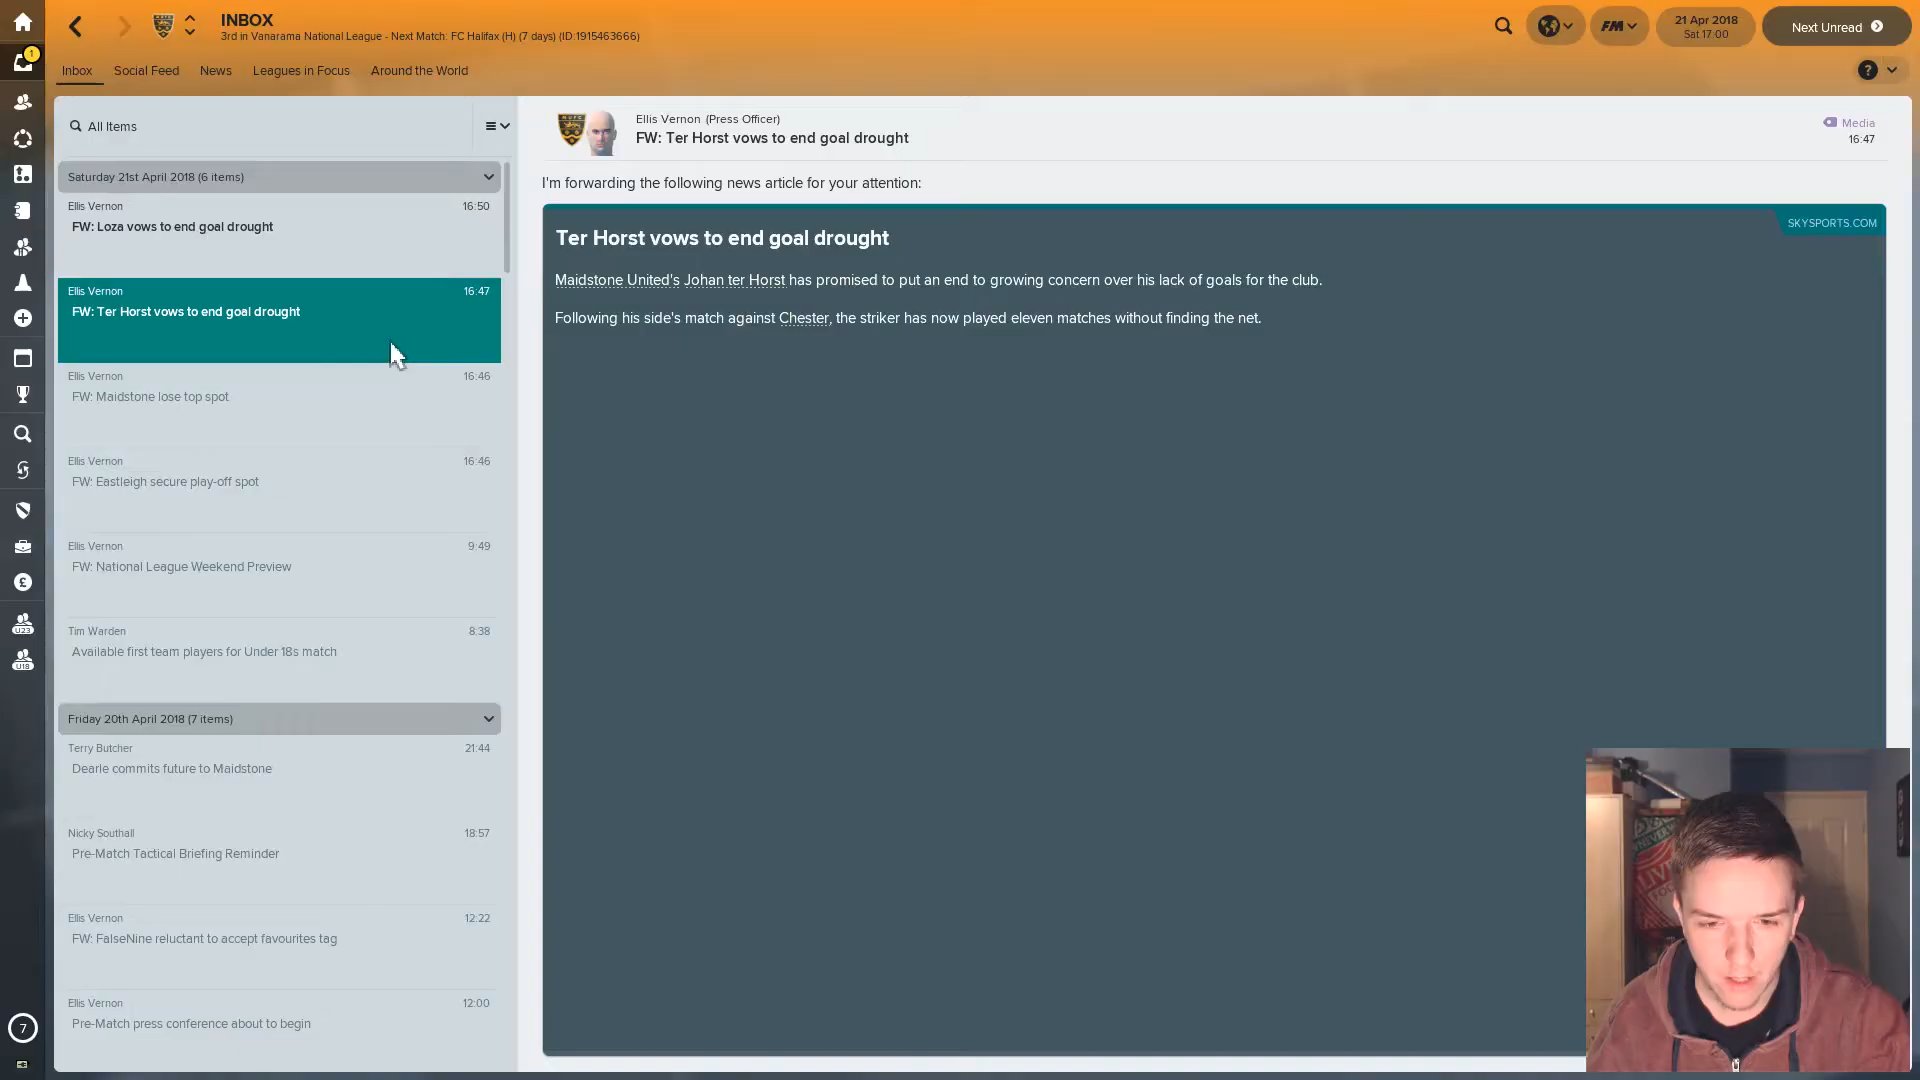 INBOX
3rd in Vanarama National League - Next Match: FC Halifax (H) (7 days) (ID:1915463666)
FM
21 Apr 2018
Sat 17:00
Next Unread
1
Inbox
Social Feed
News
Leagues in Focus
Around the World
?
All Items
Saturday 21st April 2018 (6 items)
Ellis Vernon 16:50
FW: Loza vows to end goal drought
Ellis Vernon 16:47
FW: Ter Horst vows to end goal drought
Ellis Vernon 16:46
FW: Maidstone lose top spot
Ellis Vernon 16:46
FW: Eastleigh secure play-off spot
Ellis Vernon 9:49
FW: National League Weekend Preview
Tim Warden 8:38
Available first team players for Under 18s match
Friday 20th April 2018 (7 items)
Terry Butcher 21:44
Dearle commits future to Maidstone
Nicky Southall 18:57
Pre-Match Tactical Briefing Reminder
Ellis Vernon 12:22
FW: FalseNine reluctant to accept favourites tag
Ellis Vernon 12:00
Pre-Match press conference about to begin
Ellis Vernon (Press Officer)
FW: Ter Horst vows to end goal drought
Media
16:47
I'm forwarding the following news article for your attention:
SKYSPORTS.COM
Ter Horst vows to end goal drought
Maidstone United's Johan ter Horst has promised to put an end to growing concern over his lack of goals for the club.
Following his side's match against Chester, the striker has now played eleven matches without finding the net.
£
U23
U18
7